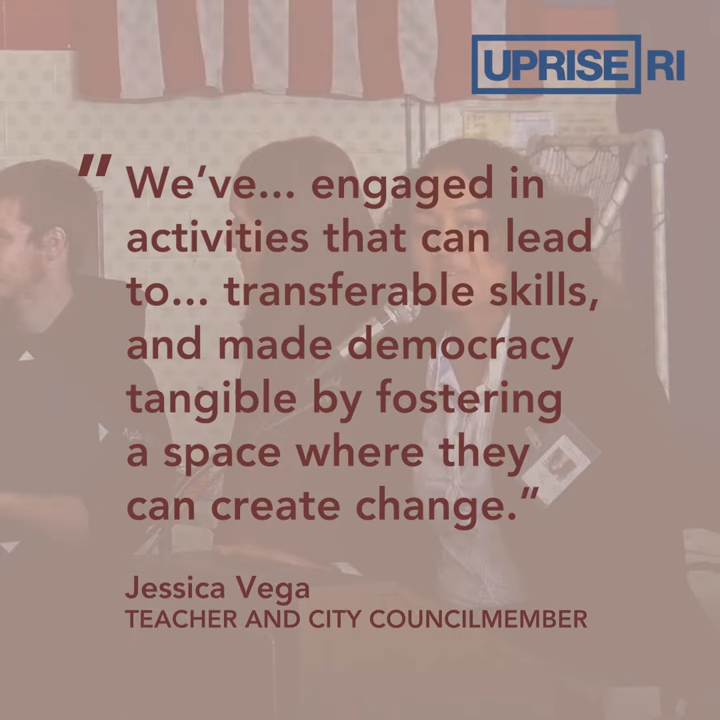 UPRISE RI
“We’ve... engaged in
activities that can lead
to... transferable skills,
and made democracy
tangible by fostering
a space where they
can create change.”
Jessica Vega
TEACHER AND CITY COUNCILMEMBER